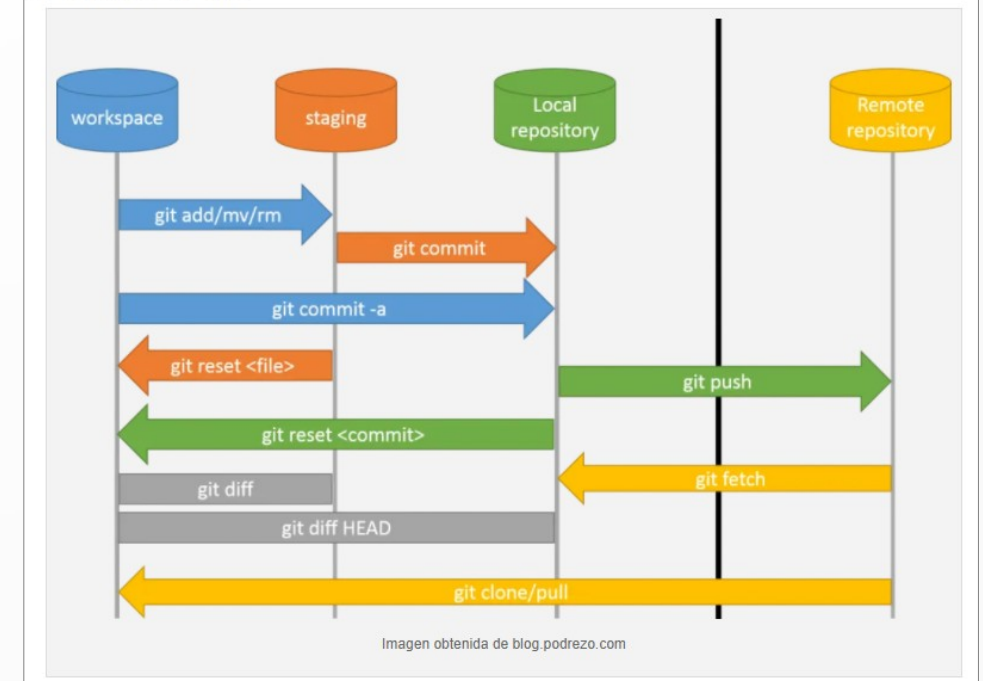 workspace
staging
Local
repository
Remote
repository
git add/mv/rm
git commit
git commit -a
git reset <file>
git push
git reset <commit>
git fetch
git diff
git diff HEAD
git clone/pull
Imagen obtenida de blog.podrezo.com